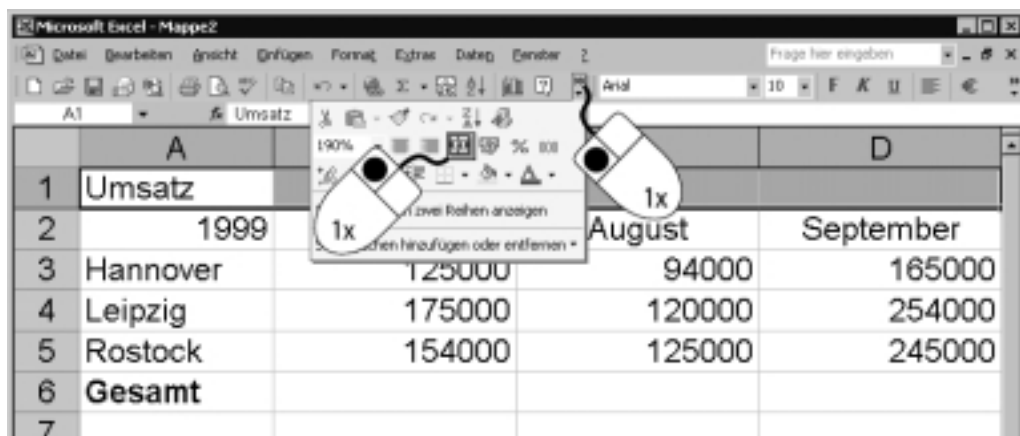 Microsoft Excel - Mappe2
Datei Bearbeiten Ansicht Einfügen Format Extras Daten Fenster ? Frage hier eingeben
Arial 10 F K U €
A1 fx Umsatz
190% % 000
A D
1 Umsatz 1x
zwei Reihen anzeigen
2 1999 1x August September
hinzufügen oder entfernen
3 Hannover 125000 94000 165000
4 Leipzig 175000 120000 254000
5 Rostock 154000 125000 245000
6 Gesamt
7